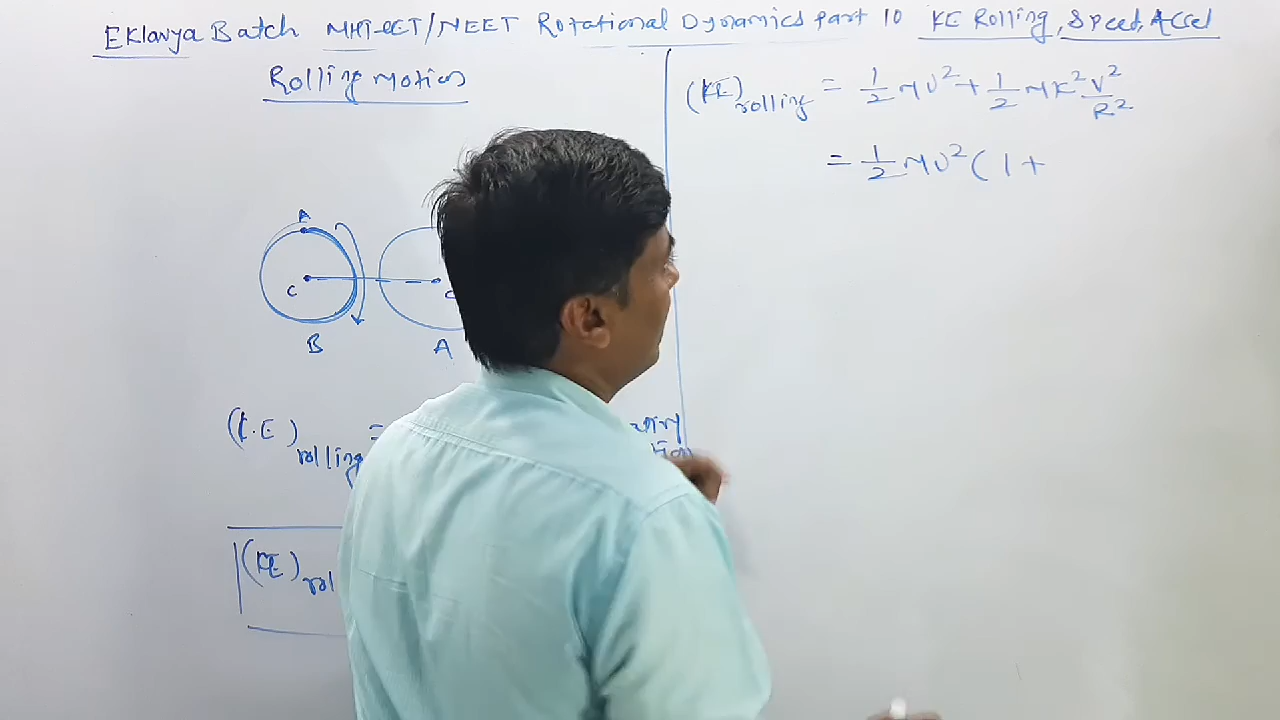 Eklavya Batch MHT-CET/NEET Rotational Dynamics Part 10 KE Rolling, Speed, Accel
Rolling motion
A
C
B
A
(K.E)rolling =
(KE)rol
(KE)rolling = 1/2 Mv² + 1/2 MK² V²/R²
= 1/2 Mv² ( 1 +